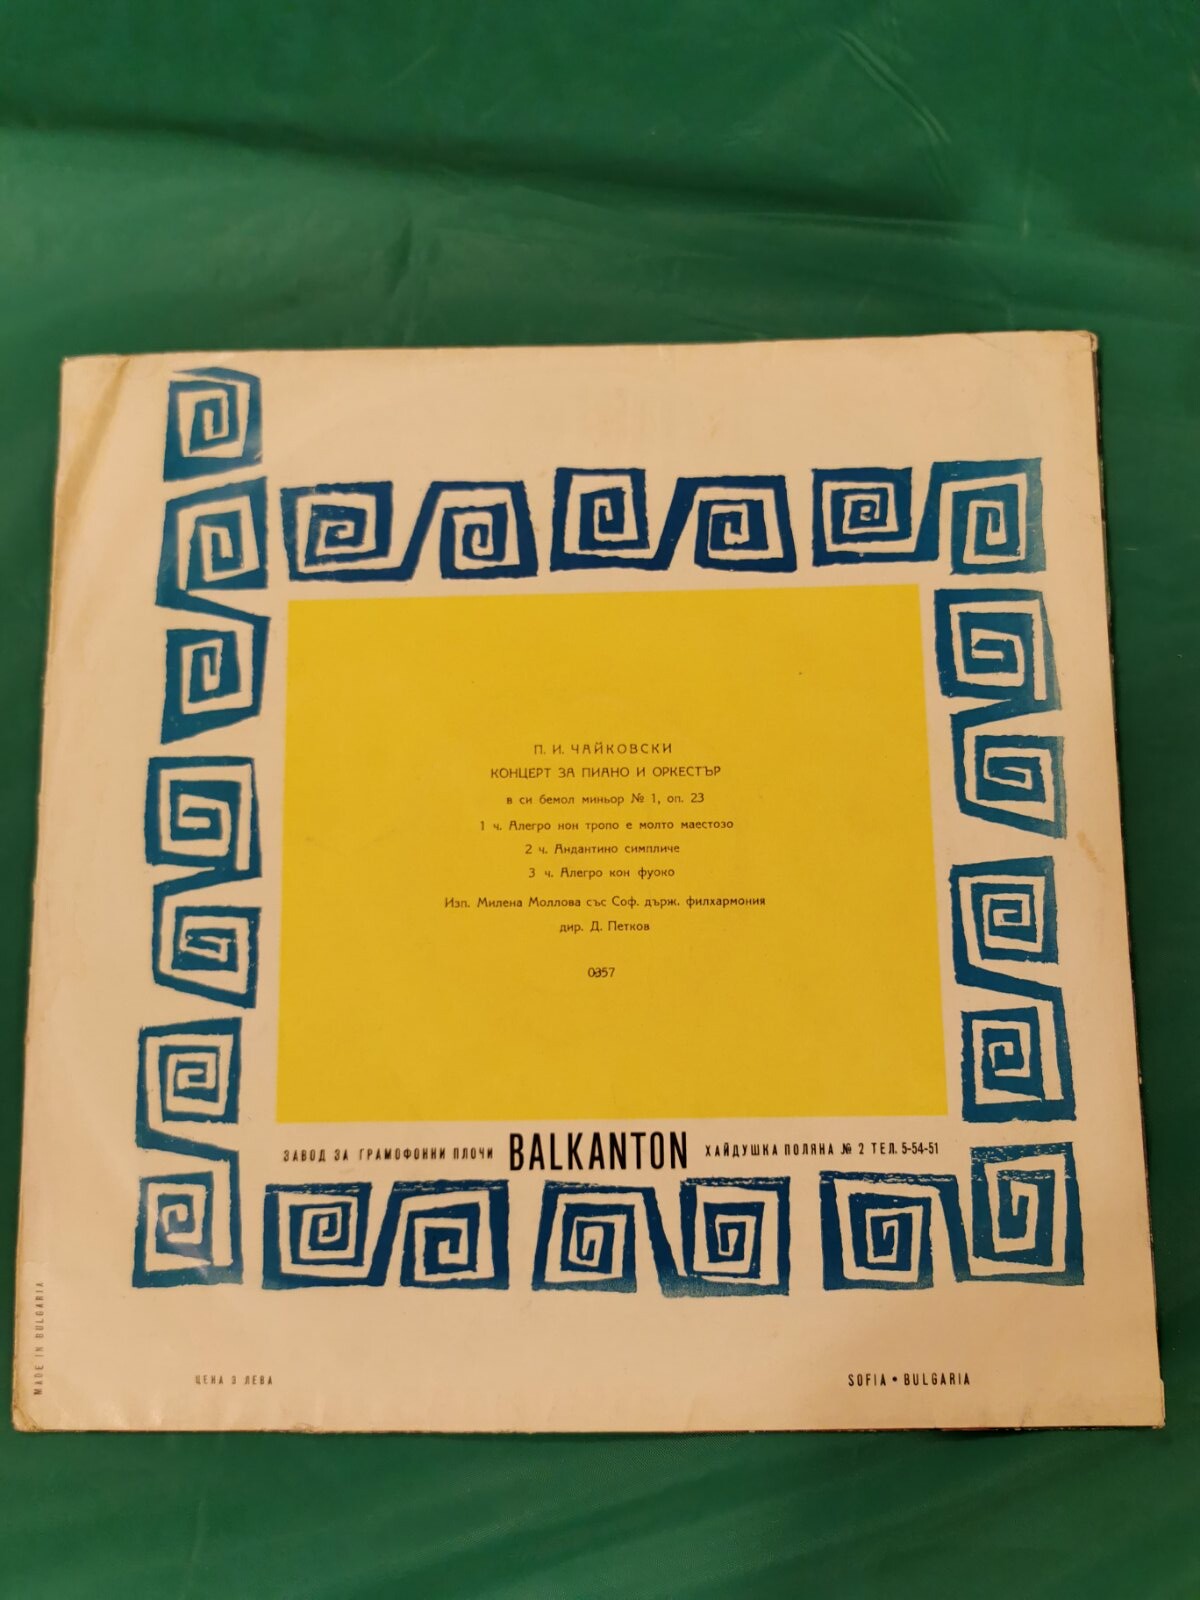 П. И. ЧАЙКОВСКИ
КОНЦЕРТ ЗА ПИАНО И ОРКЕСТЪР
в си бемол миньор № 1, оп. 23
1 ч. Алегро нон тропо е молто маестозо
2 ч. Андантино симпличе
3 ч. Алегро кон фуоко
Изп. Милена Моллова със Соф. държ. филхармония
дир. Д. Петков
0357
ЗАВОД ЗА ГРАМОФОННИ ПЛОЧИ BALKANTON ХАЙДУШКА ПОЛЯНА № 2 ТЕЛ. 5-54-51
MADE IN BULGARIA
ЦЕНА 3 ЛЕВА
SOFIA • BULGARIA